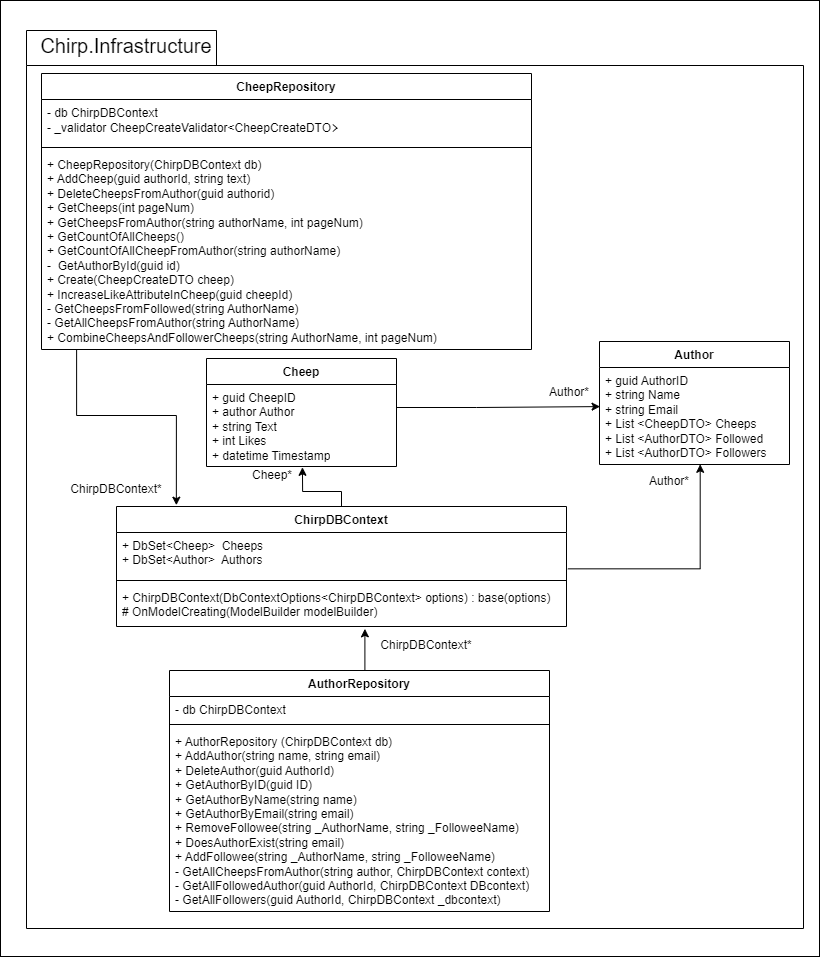 Chirp.Infrastructure
CheepRepository
- db ChirpDBContext
- _validator CheepCreateValidator<CheepCreateDTO>
+ CheepRepository(ChirpDBContext db)
+ AddCheep(guid authorId, string text)
+ DeleteCheepsFromAuthor(guid authorid)
+ GetCheeps(int pageNum)
+ GetCheepsFromAuthor(string authorName, int pageNum)
+ GetCountOfAllCheeps()
+ GetCountOfAllCheepFromAuthor(string authorName)
- GetAuthorById(guid id)
+ Create(CheepCreateDTO cheep)
+ IncreaseLikeAttributeInCheep(guid cheepId)
- GetCheepsFromFollowed(string AuthorName)
- GetAllCheepsFromAuthor(string AuthorName)
+ CombineCheepsAndFollowerCheeps(string AuthorName, int pageNum)
Cheep
+ guid CheepID
+ author Author
+ string Text
+ int Likes
+ datetime Timestamp
Author*
Author
+ guid AuthorID
+ string Name
+ string Email
+ List <CheepDTO> Cheeps
+ List <AuthorDTO> Followed
+ List <AuthorDTO> Followers
Cheep*
Author*
ChirpDBContext*
ChirpDBContext
+ DbSet<Cheep> Cheeps
+ DbSet<Author> Authors
+ ChirpDBContext(DbContextOptions<ChirpDBContext> options) : base(options)
# OnModelCreating(ModelBuilder modelBuilder)
ChirpDBContext*
AuthorRepository
- db ChirpDBContext
+ AuthorRepository (ChirpDBContext db)
+ AddAuthor(string name, string email)
+ DeleteAuthor(guid AuthorId)
+ GetAuthorByID(guid ID)
+ GetAuthorByName(string name)
+ GetAuthorByEmail(string email)
+ RemoveFollowee(string _AuthorName, string _FolloweeName)
+ DoesAuthorExist(string email)
+ AddFollowee(string _AuthorName, string _FolloweeName)
- GetAllCheepsFromAuthor(string author, ChirpDBContext context)
- GetAllFollowedAuthor(guid AuthorId, ChirpDBContext DBcontext)
- GetAllFollowers(guid AuthorId, ChirpDBContext _dbcontext)